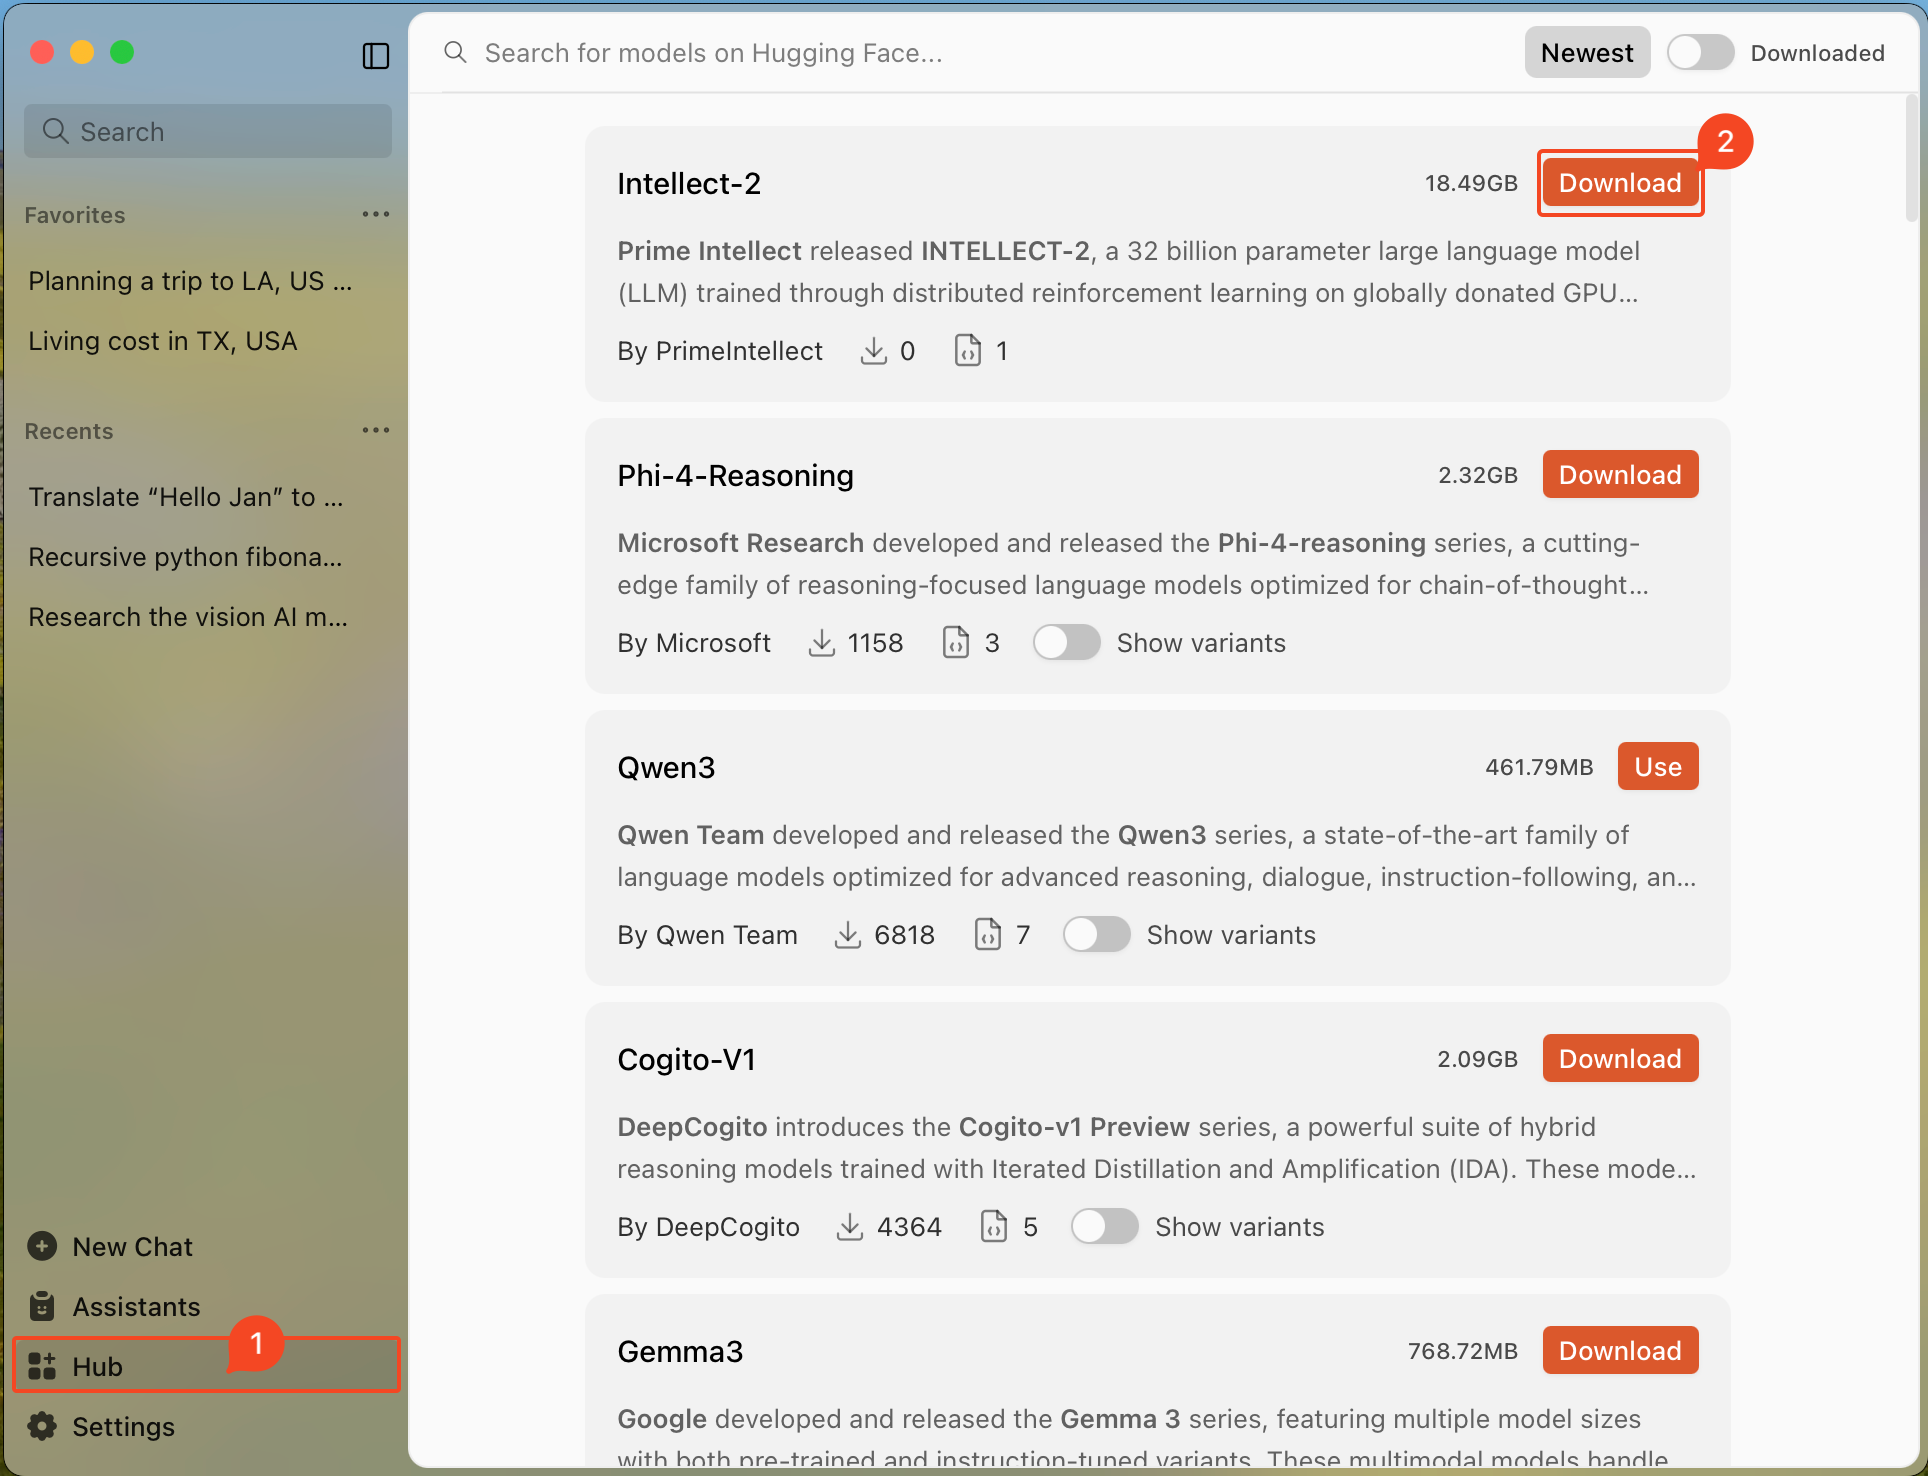 Search
Favorites
Planning a trip to LA, US ...
Living cost in TX, USA
Recents
Translate “Hello Jan” to ...
Recursive python fibona...
Research the vision AI m...
New Chat
Assistants
1
Hub
Settings
Search for models on Hugging Face...
Newest
Downloaded
2
Intellect-2
18.49GB
Download
Prime Intellect released INTELLECT-2, a 32 billion parameter large language model
(LLM) trained through distributed reinforcement learning on globally donated GPU...
By PrimeIntellect 0 1
Phi-4-Reasoning
2.32GB
Download
Microsoft Research developed and released the Phi-4-reasoning series, a cutting-
edge family of reasoning-focused language models optimized for chain-of-thought...
By Microsoft 1158 3 Show variants
Qwen3
461.79MB
Use
Qwen Team developed and released the Qwen3 series, a state-of-the-art family of
language models optimized for advanced reasoning, dialogue, instruction-following, an...
By Qwen Team 6818 7 Show variants
Cogito-V1
2.09GB
Download
DeepCogito introduces the Cogito-v1 Preview series, a powerful suite of hybrid
reasoning models trained with Iterated Distillation and Amplification (IDA). These mode...
By DeepCogito 4364 5 Show variants
Gemma3
768.72MB
Download
Google developed and released the Gemma 3 series, featuring multiple model sizes
with both pre-trained and instruction-tuned variants. These multimodal models handle